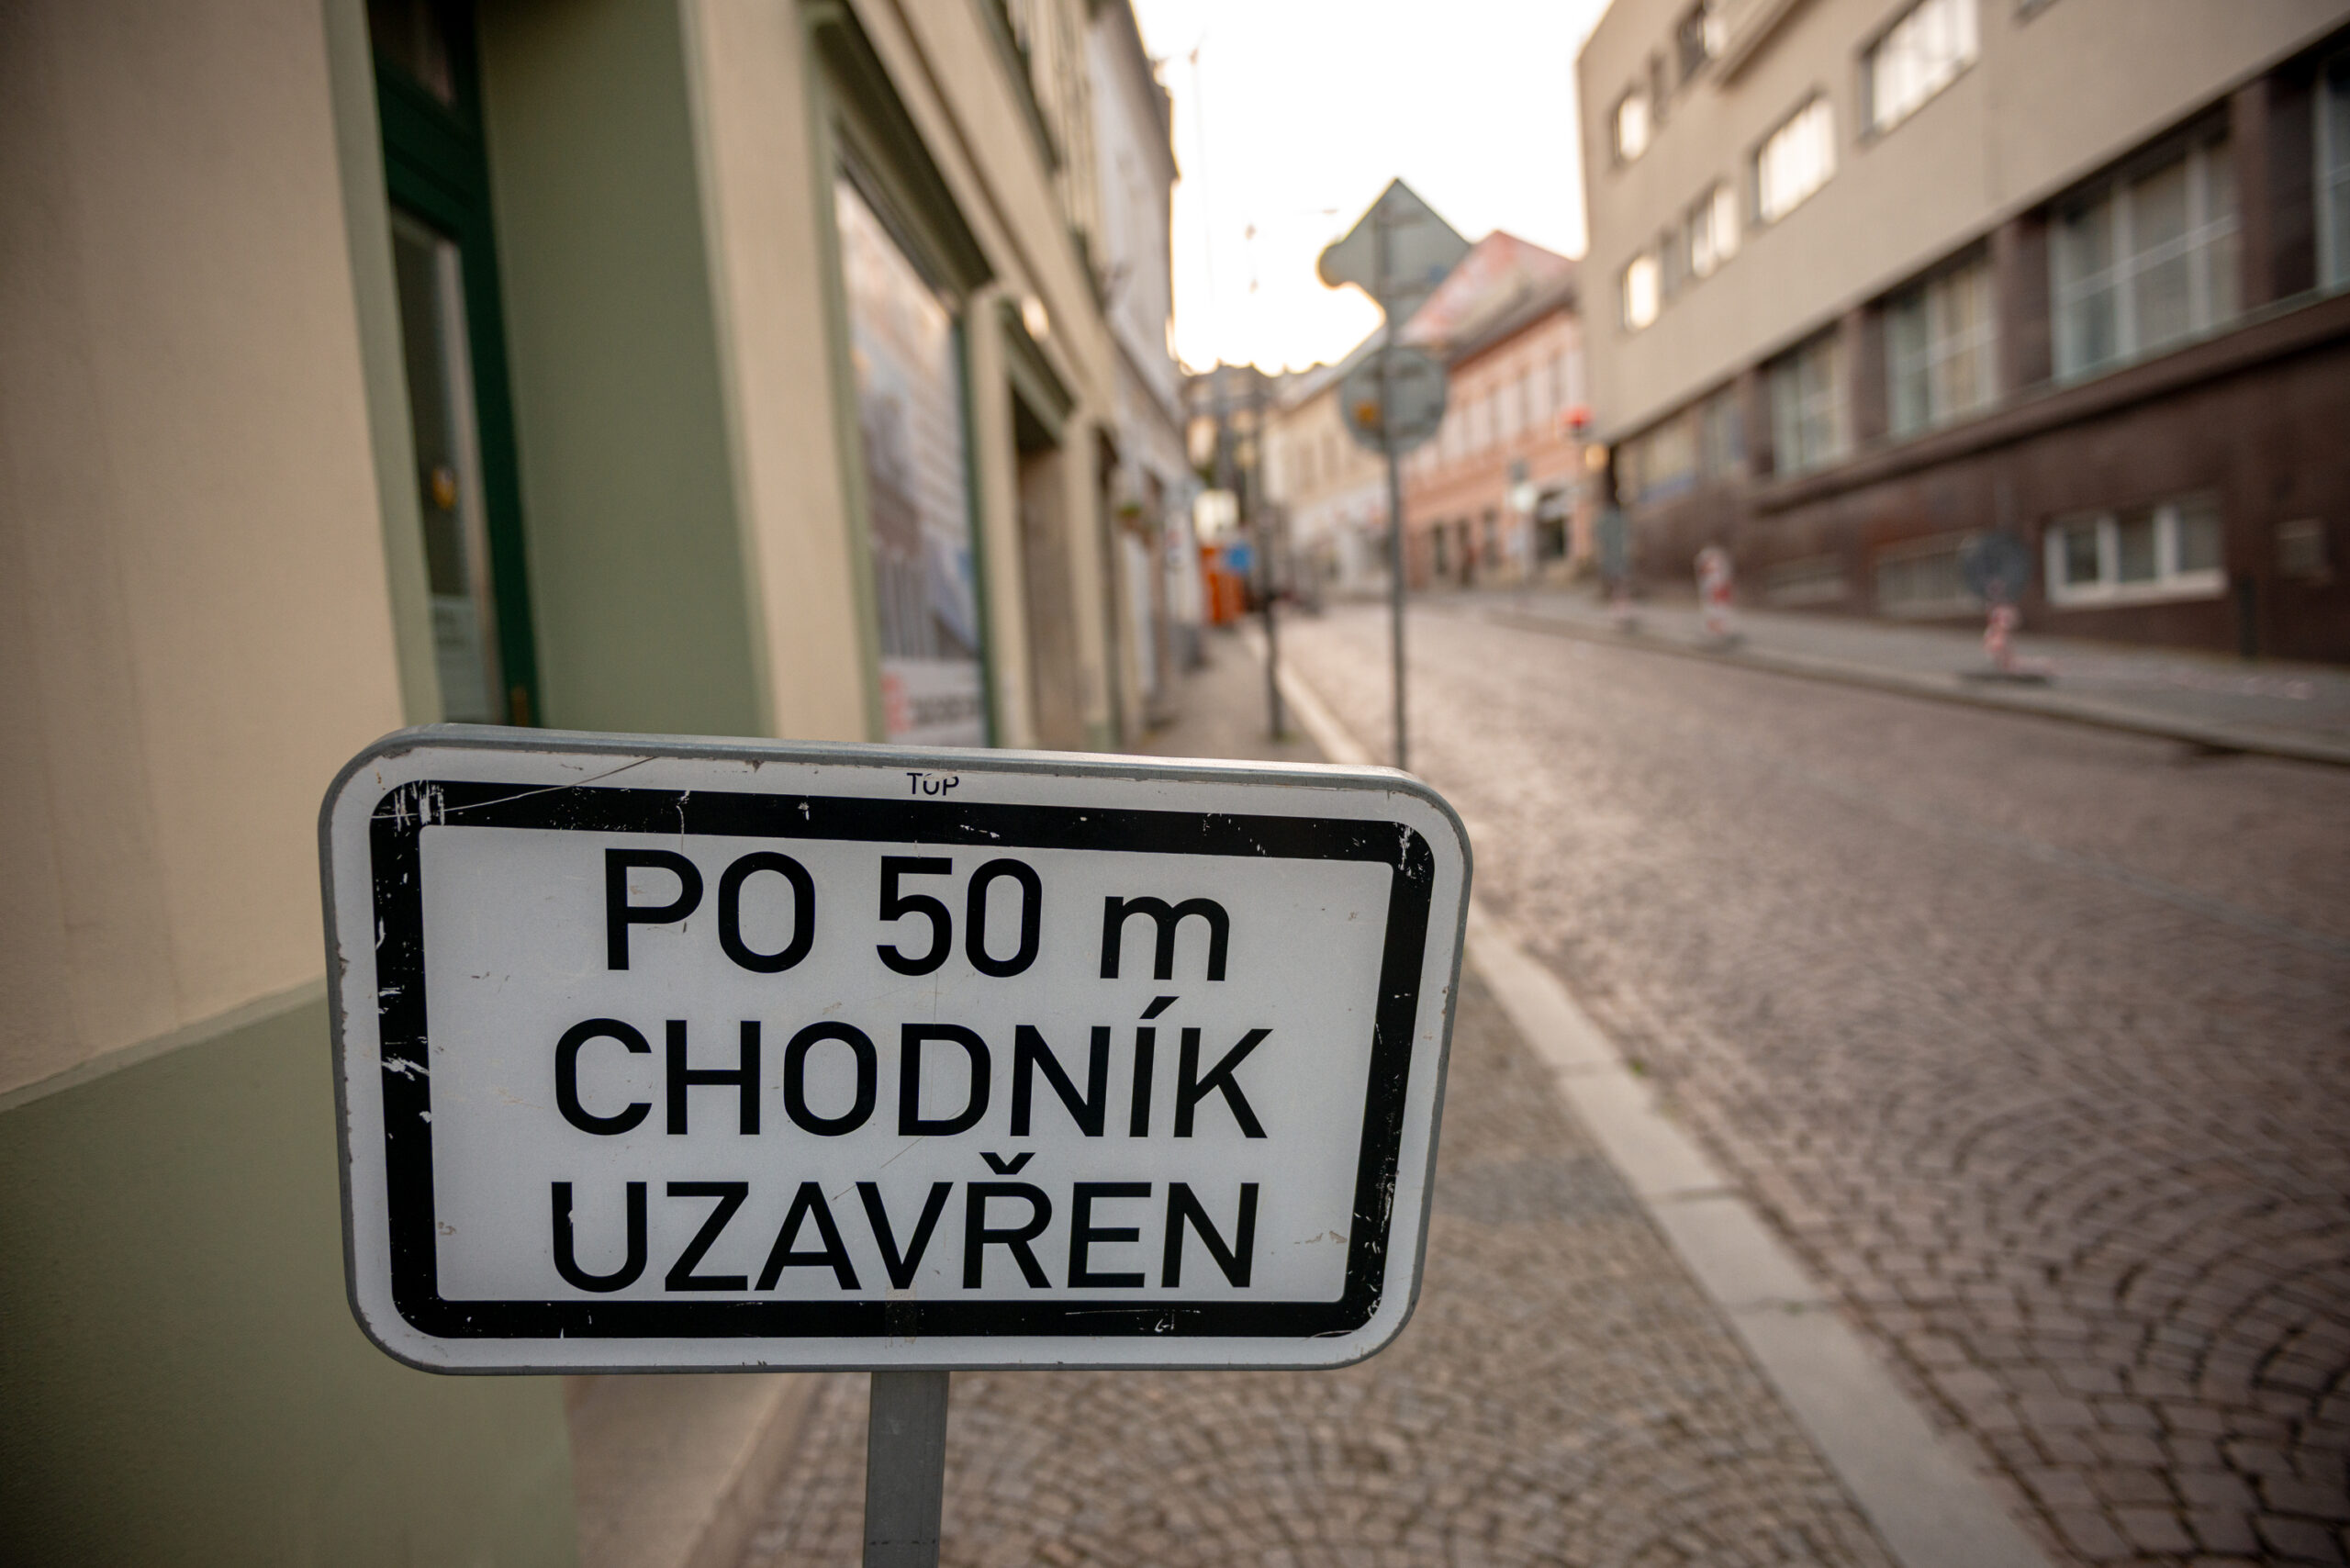 TOP
PO 50 m
CHODNÍK
UZAVŘEN